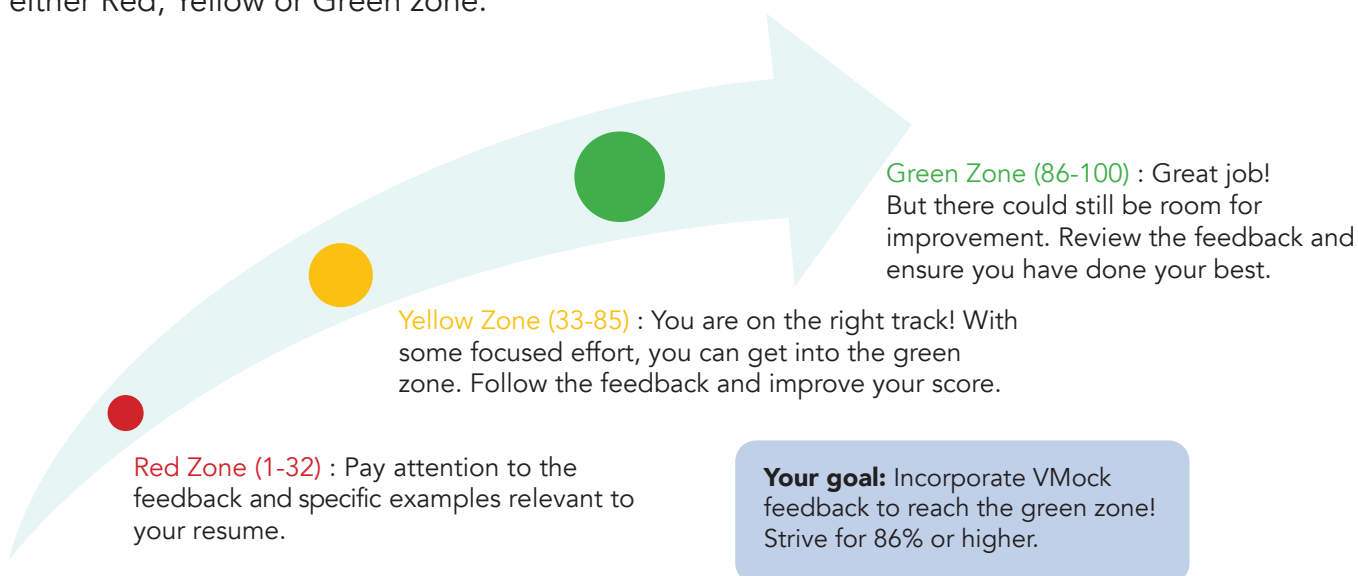 either Red, Yellow or Green zone.
Green Zone (86-100) : Great job!
But there could still be room for
improvement. Review the feedback and
ensure you have done your best.
Yellow Zone (33-85) : You are on the right track! With
some focused effort, you can get into the green
zone. Follow the feedback and improve your score.
Red Zone (1-32) : Pay attention to the
feedback and specific examples relevant to
your resume.
Your goal: Incorporate VMock
feedback to reach the green zone!
Strive for 86% or higher.